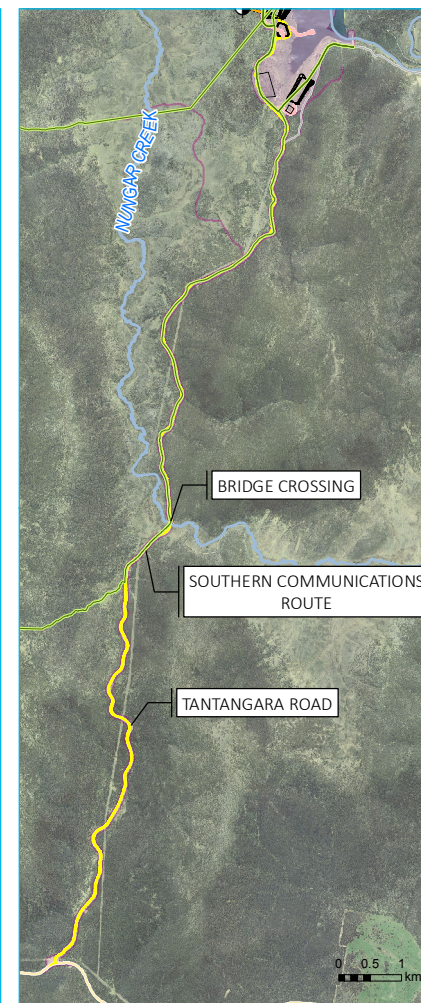 NUNGAR CREEK
BRIDGE CROSSING
SOUTHERN COMMUNICATIONS
ROUTE
TANTANGARA ROAD
0 0.5 1
km